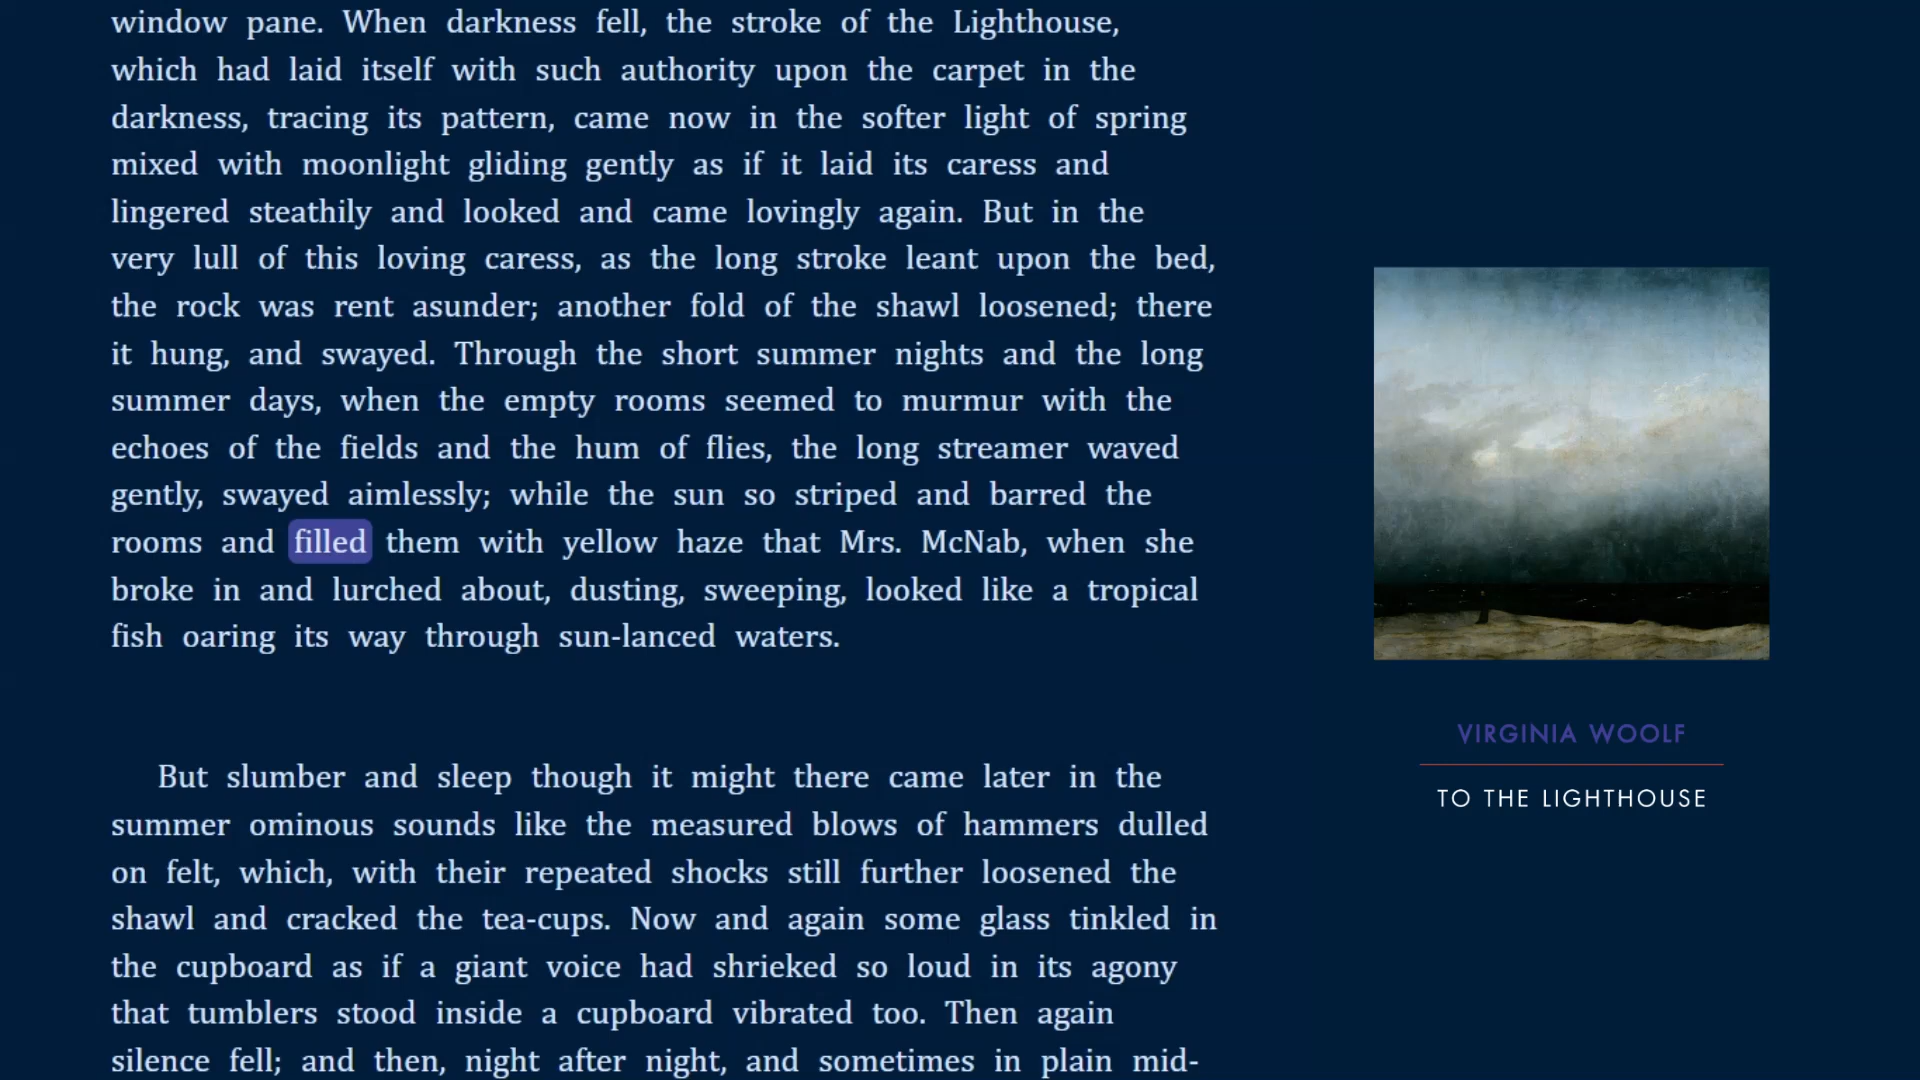 window pane. When darkness fell, the stroke of the Lighthouse,
which had laid itself with such authority upon the carpet in the
darkness, tracing its pattern, came now in the softer light of spring
mixed with moonlight gliding gently as if it laid its caress and
lingered steathily and looked and came lovingly again. But in the
very lull of this loving caress, as the long stroke leant upon the bed,
the rock was rent asunder; another fold of the shawl loosened; there
it hung, and swayed. Through the short summer nights and the long
summer days, when the empty rooms seemed to murmur with the
echoes of the fields and the hum of flies, the long streamer waved
gently, swayed aimlessly; while the sun so striped and barred the
rooms and filled them with yellow haze that Mrs. McNab, when she
broke in and lurched about, dusting, sweeping, looked like a tropical
fish oaring its way through sun-lanced waters.
But slumber and sleep though it might there came later in the
summer ominous sounds like the measured blows of hammers dulled
on felt, which, with their repeated shocks still further loosened the
shawl and cracked the tea-cups. Now and again some glass tinkled in
the cupboard as if a giant voice had shrieked so loud in its agony
that tumblers stood inside a cupboard vibrated too. Then again
silence fell; and then, night after night, and sometimes in plain mid-
VIRGINIA WOOLF
TO THE LIGHTHOUSE